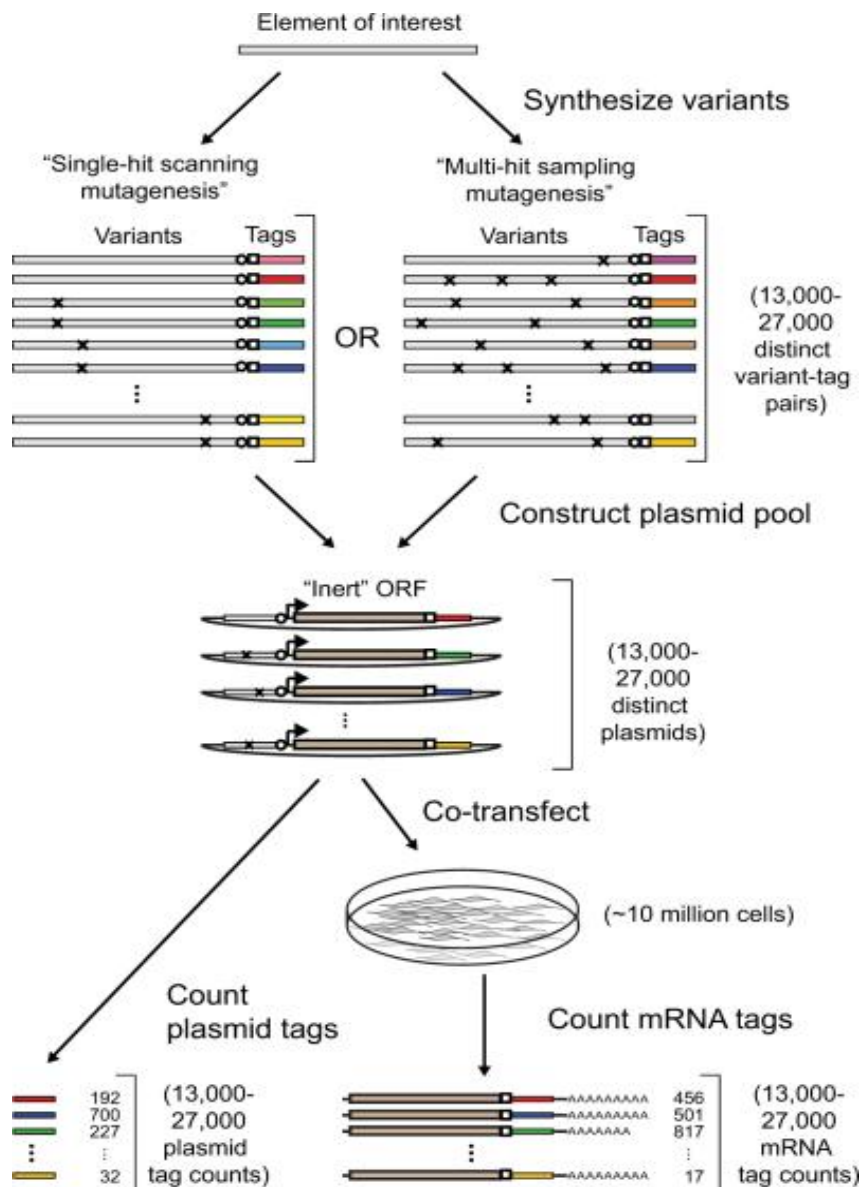 Element of interest
Synthesize variants
“Single-hit scanning
mutagenesis”
“Multi-hit sampling
mutagenesis”
Variants Tags
Variants Tags
OR
(13,000-
27,000
distinct
variant-tag
pairs)
Construct plasmid pool
“Inert” ORF
(13,000-
27,000
distinct
plasmids)
Co-transfect
(~10 million cells)
Count
plasmid tags
Count mRNA tags
192
700
227
32
(13,000-
27,000
plasmid
tag counts)
AAAAAAAAA 456
AAAAAAAAA 501
AAAAAAA 817
AAAAAAAAA 17
(13,000-
27,000
mRNA
tag counts)